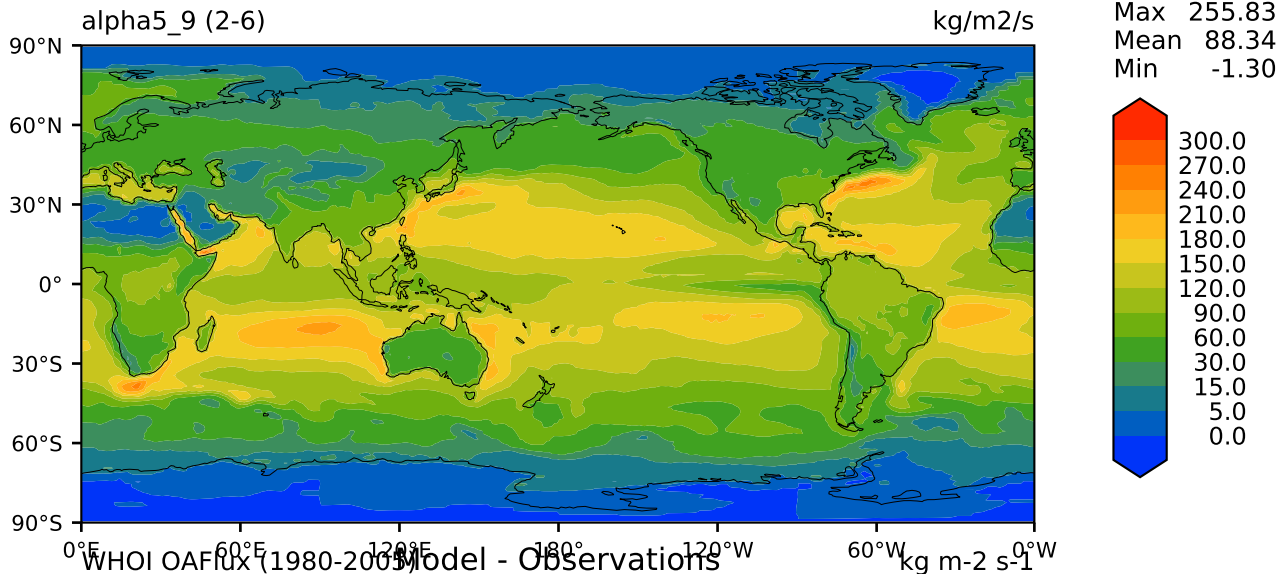 alpha5_9 (2-6) kg/m2/s
Max 255.83
Mean 88.34
Min -1.30
90°N
60°N
30°N
0°
30°S
60°S
90°S
300.0
270.0
240.0
210.0
180.0
150.0
120.0
90.0
60.0
30.0
15.0
5.0
0.0
0°E 60°E 120°E 180° 120°W 60°W 0°W
WHOI OAFlux (1980-2005) Model - Observations kg m-2 s-1